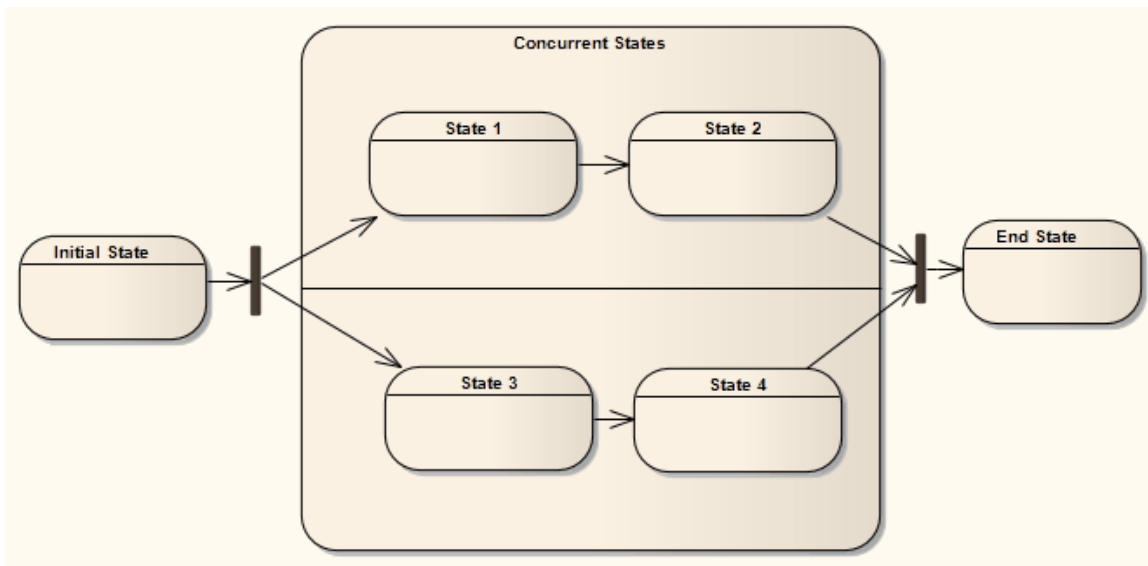 Concurrent States
State 1
State 2
Initial State
End State
State 3
State 4